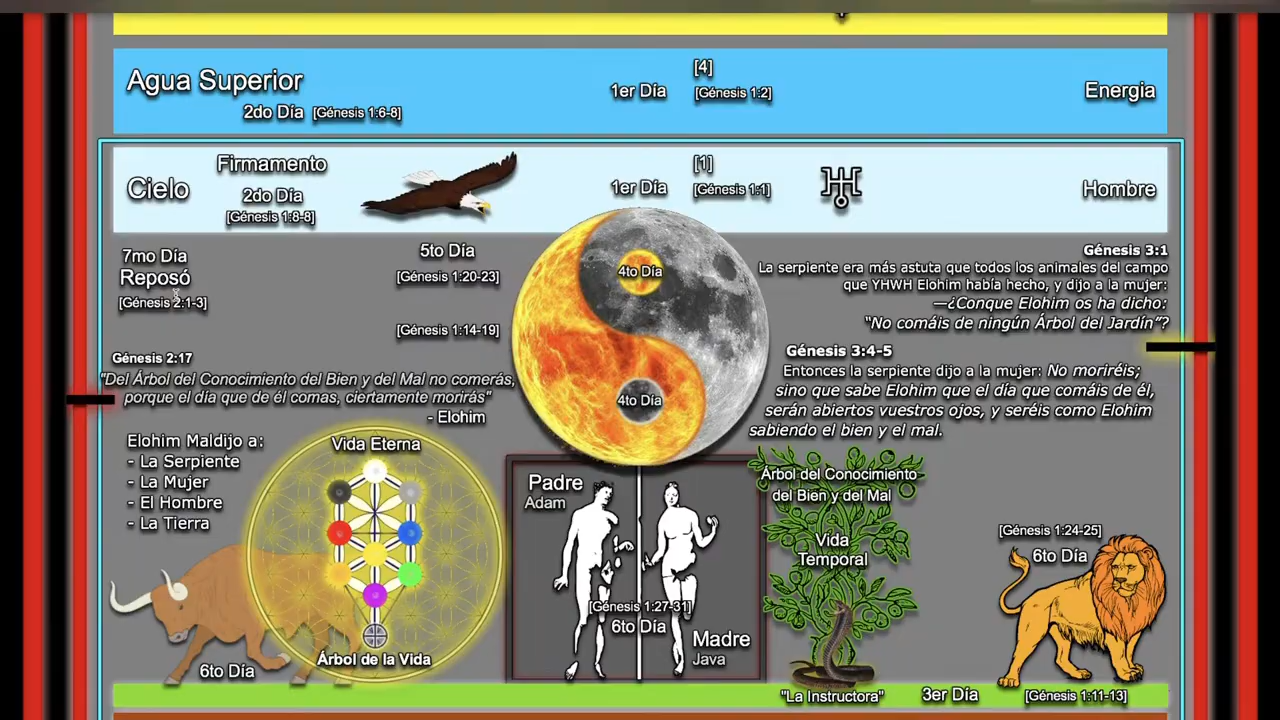 Agua Superior
2do Día [Génesis 1:6-8]
1er Día
[4]
[Génesis 1:2]
Energia
Cielo
Firmamento
2do Día
[Génesis 1:8-8]
1er Día
[1]
[Génesis 1:1]
Hombre
7mo Día
Reposó
[Génesis 2:1-3]
5to Día
[Génesis 1:20-23]
[Génesis 1:14-19]
4to Día
4to Día
Génesis 3:1
La serpiente era más astuta que todos los animales del campo
que YHWH Elohim había hecho, y dijo a la mujer:
—¿Conque Elohim os ha dicho:
"No comáis de ningún Árbol del Jardín"?
Génesis 3:4-5
Entonces la serpiente dijo a la mujer: No moriréis;
sino que sabe Elohim que el día que comáis de él,
serán abiertos vuestros ojos, y seréis como Elohim
sabiendo el bien y el mal.
Génesis 2:17
"Del Árbol del Conocimiento del Bien y del Mal no comerás,
porque el día que de él comas, ciertamente morirás"
- Elohim
Elohim Maldijo a:
- La Serpiente
- La Mujer
- El Hombre
- La Tierra
Vida Eterna
Árbol de la Vida
6to Día
Padre
Adam
[Génesis 1:27-31]
6to Día
Madre
Java
Árbol del Conocimiento
del Bien y del Mal
Vida
Temporal
"La Instructora"
[Génesis 1:24-25]
6to Día
3er Día
[Génesis 1:11-13]